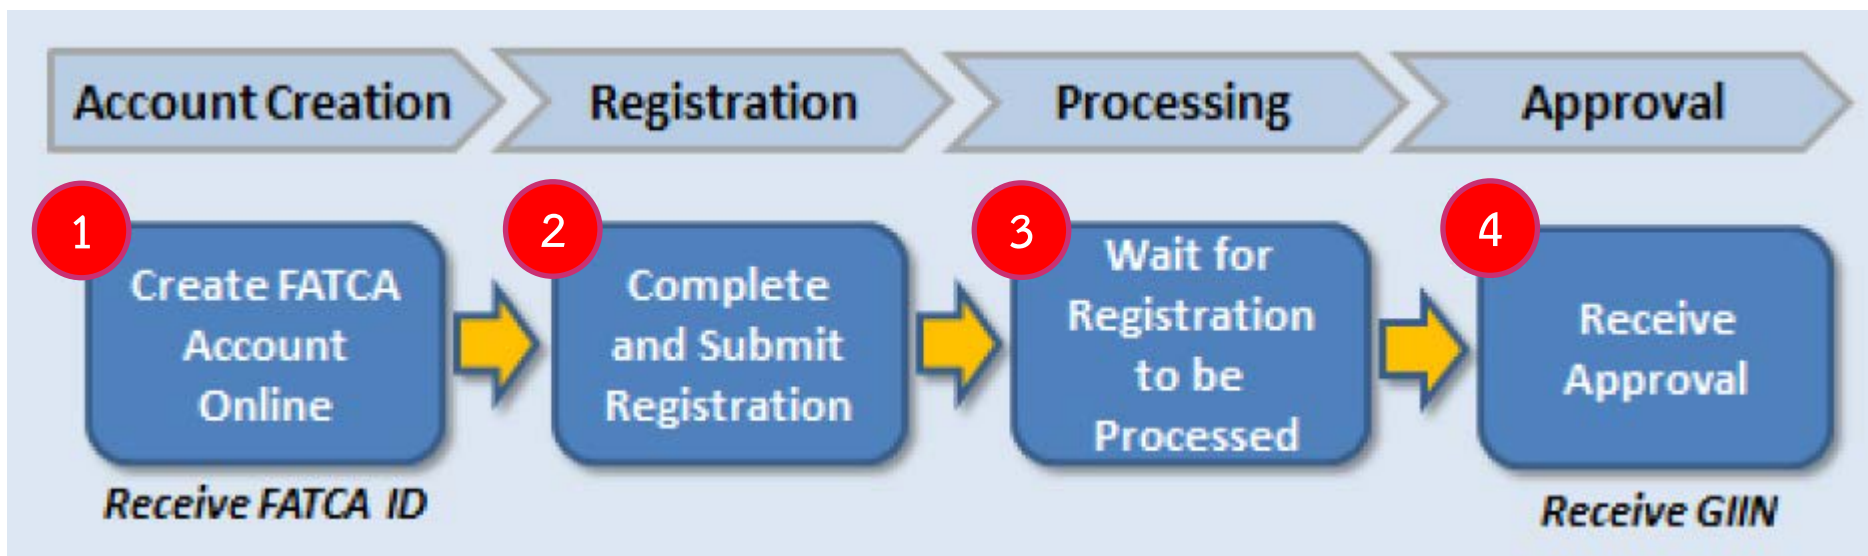 Account Creation
Registration
Processing
Approval
1
Create FATCA
Account
Online
Receive FATCA ID
2
Complete
and Submit
Registration
3
Wait for
Registration
to be
Processed
4
Receive
Approval
Receive GIIN